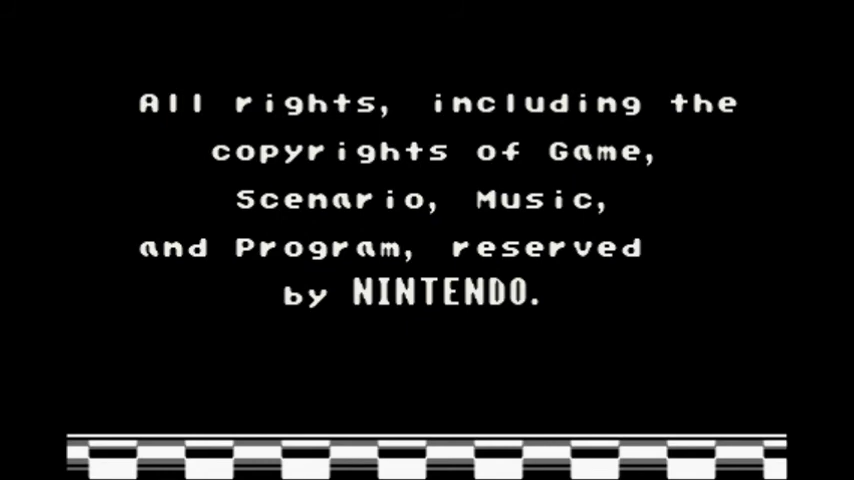 All rights, including the
copyrights of Game,
Scenario, Music,
and Program, reserved
by NINTENDO.